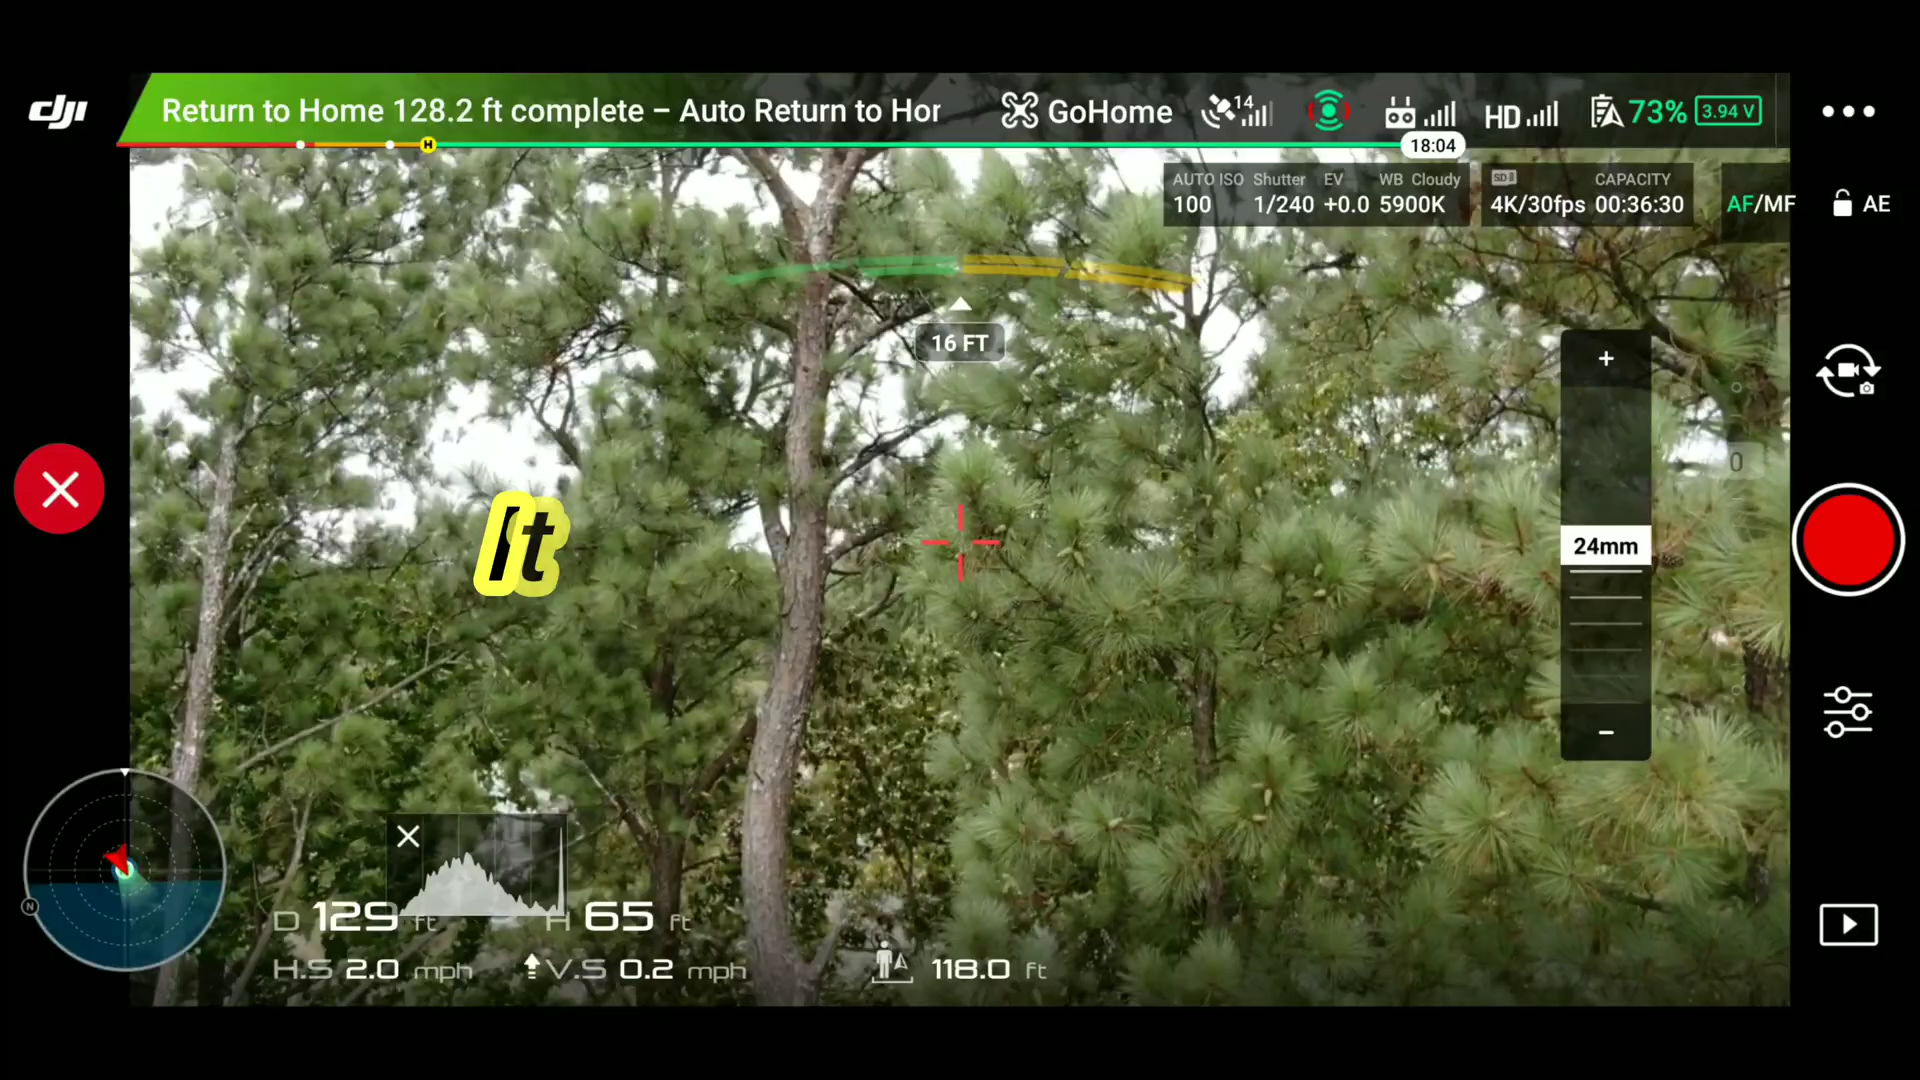 dji
Return to Home 128.2 ft complete – Auto Return to Hor
GoHome
14
HD
73%
3.94 V
H
18:04
AUTO ISO Shutter EV WB Cloudy
100 1/240 +0.0 5900K
SD CAPACITY
4K/30fps 00:36:30
AF/MF
AE
16 FT
+
0
It
24mm
−
N
D 129 ft H 65 ft
H.S 2.0 mph V.S 0.2 mph
118.0 ft